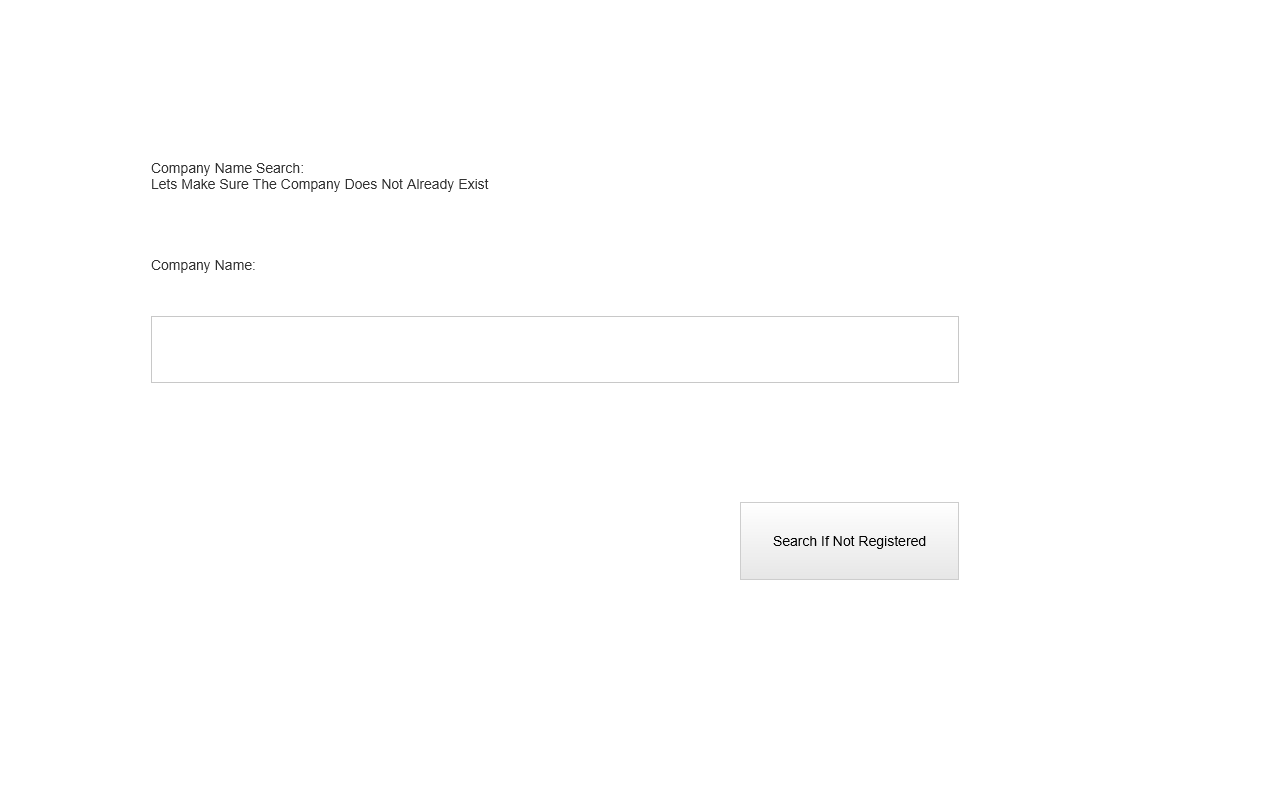 Company Name Search:
Lets Make Sure The Company Does Not Already Exist
Company Name:
Search If Not Registered